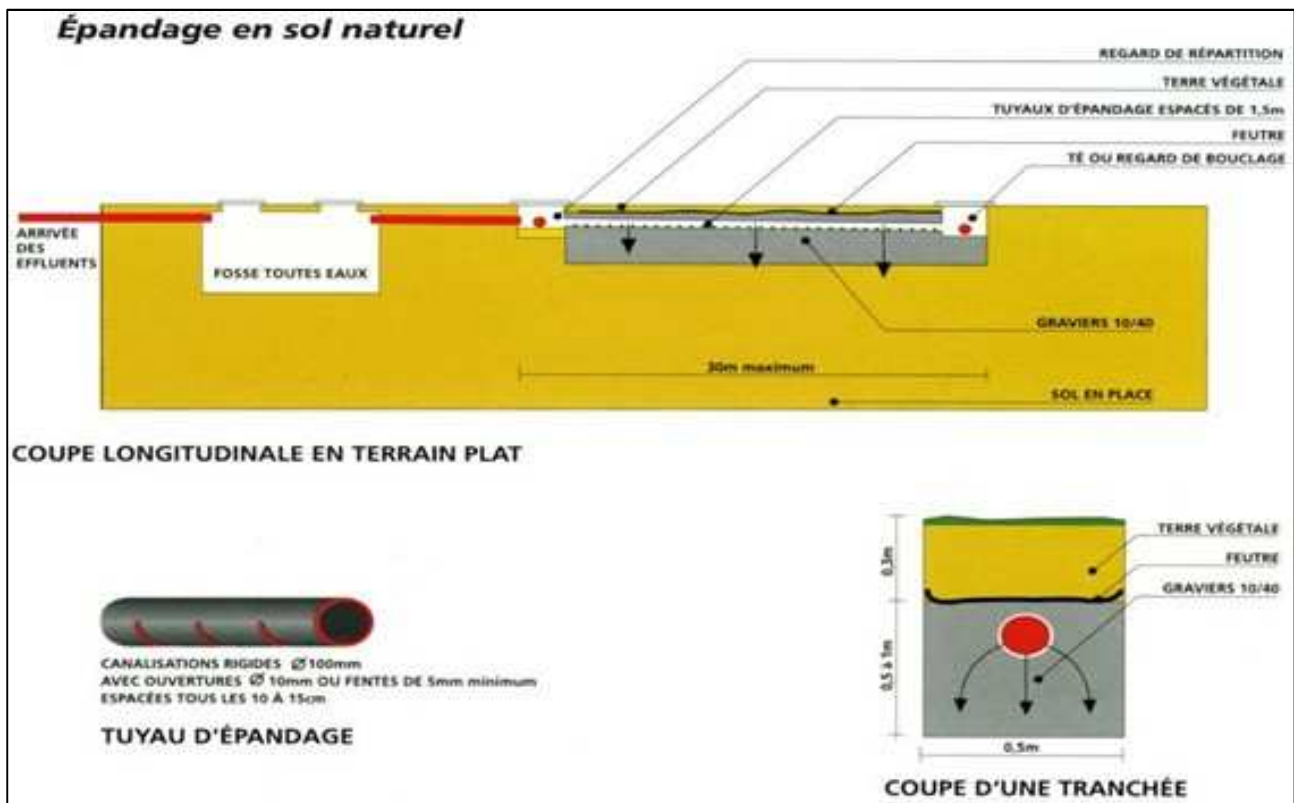 Épandage en sol naturel
REGARD DE RÉPARTITION
TERRE VÉGÉTALE
TUYAUX D'ÉPANDAGE ESPACÉS DE 1,5m
FEUTRE
TÉ OU REGARD DE BOUCLAGE
ARRIVÉE
DES
EFFLUENTS
FOSSE TOUTES EAUX
GRAVIERS 10/40
30m maximum
SOL EN PLACE
COUPE LONGITUDINALE EN TERRAIN PLAT
CANALISATIONS RIGIDES Ø 100mm
AVEC OUVERTURES Ø 10mm OU FENTES DE 5mm minimum
ESPACÉES TOUS LES 10 À 15cm
TUYAU D'ÉPANDAGE
0,3m
0,5 à 1m
TERRE VÉGÉTALE
FEUTRE
GRAVIERS 10/40
0,5m
COUPE D'UNE TRANCHÉE